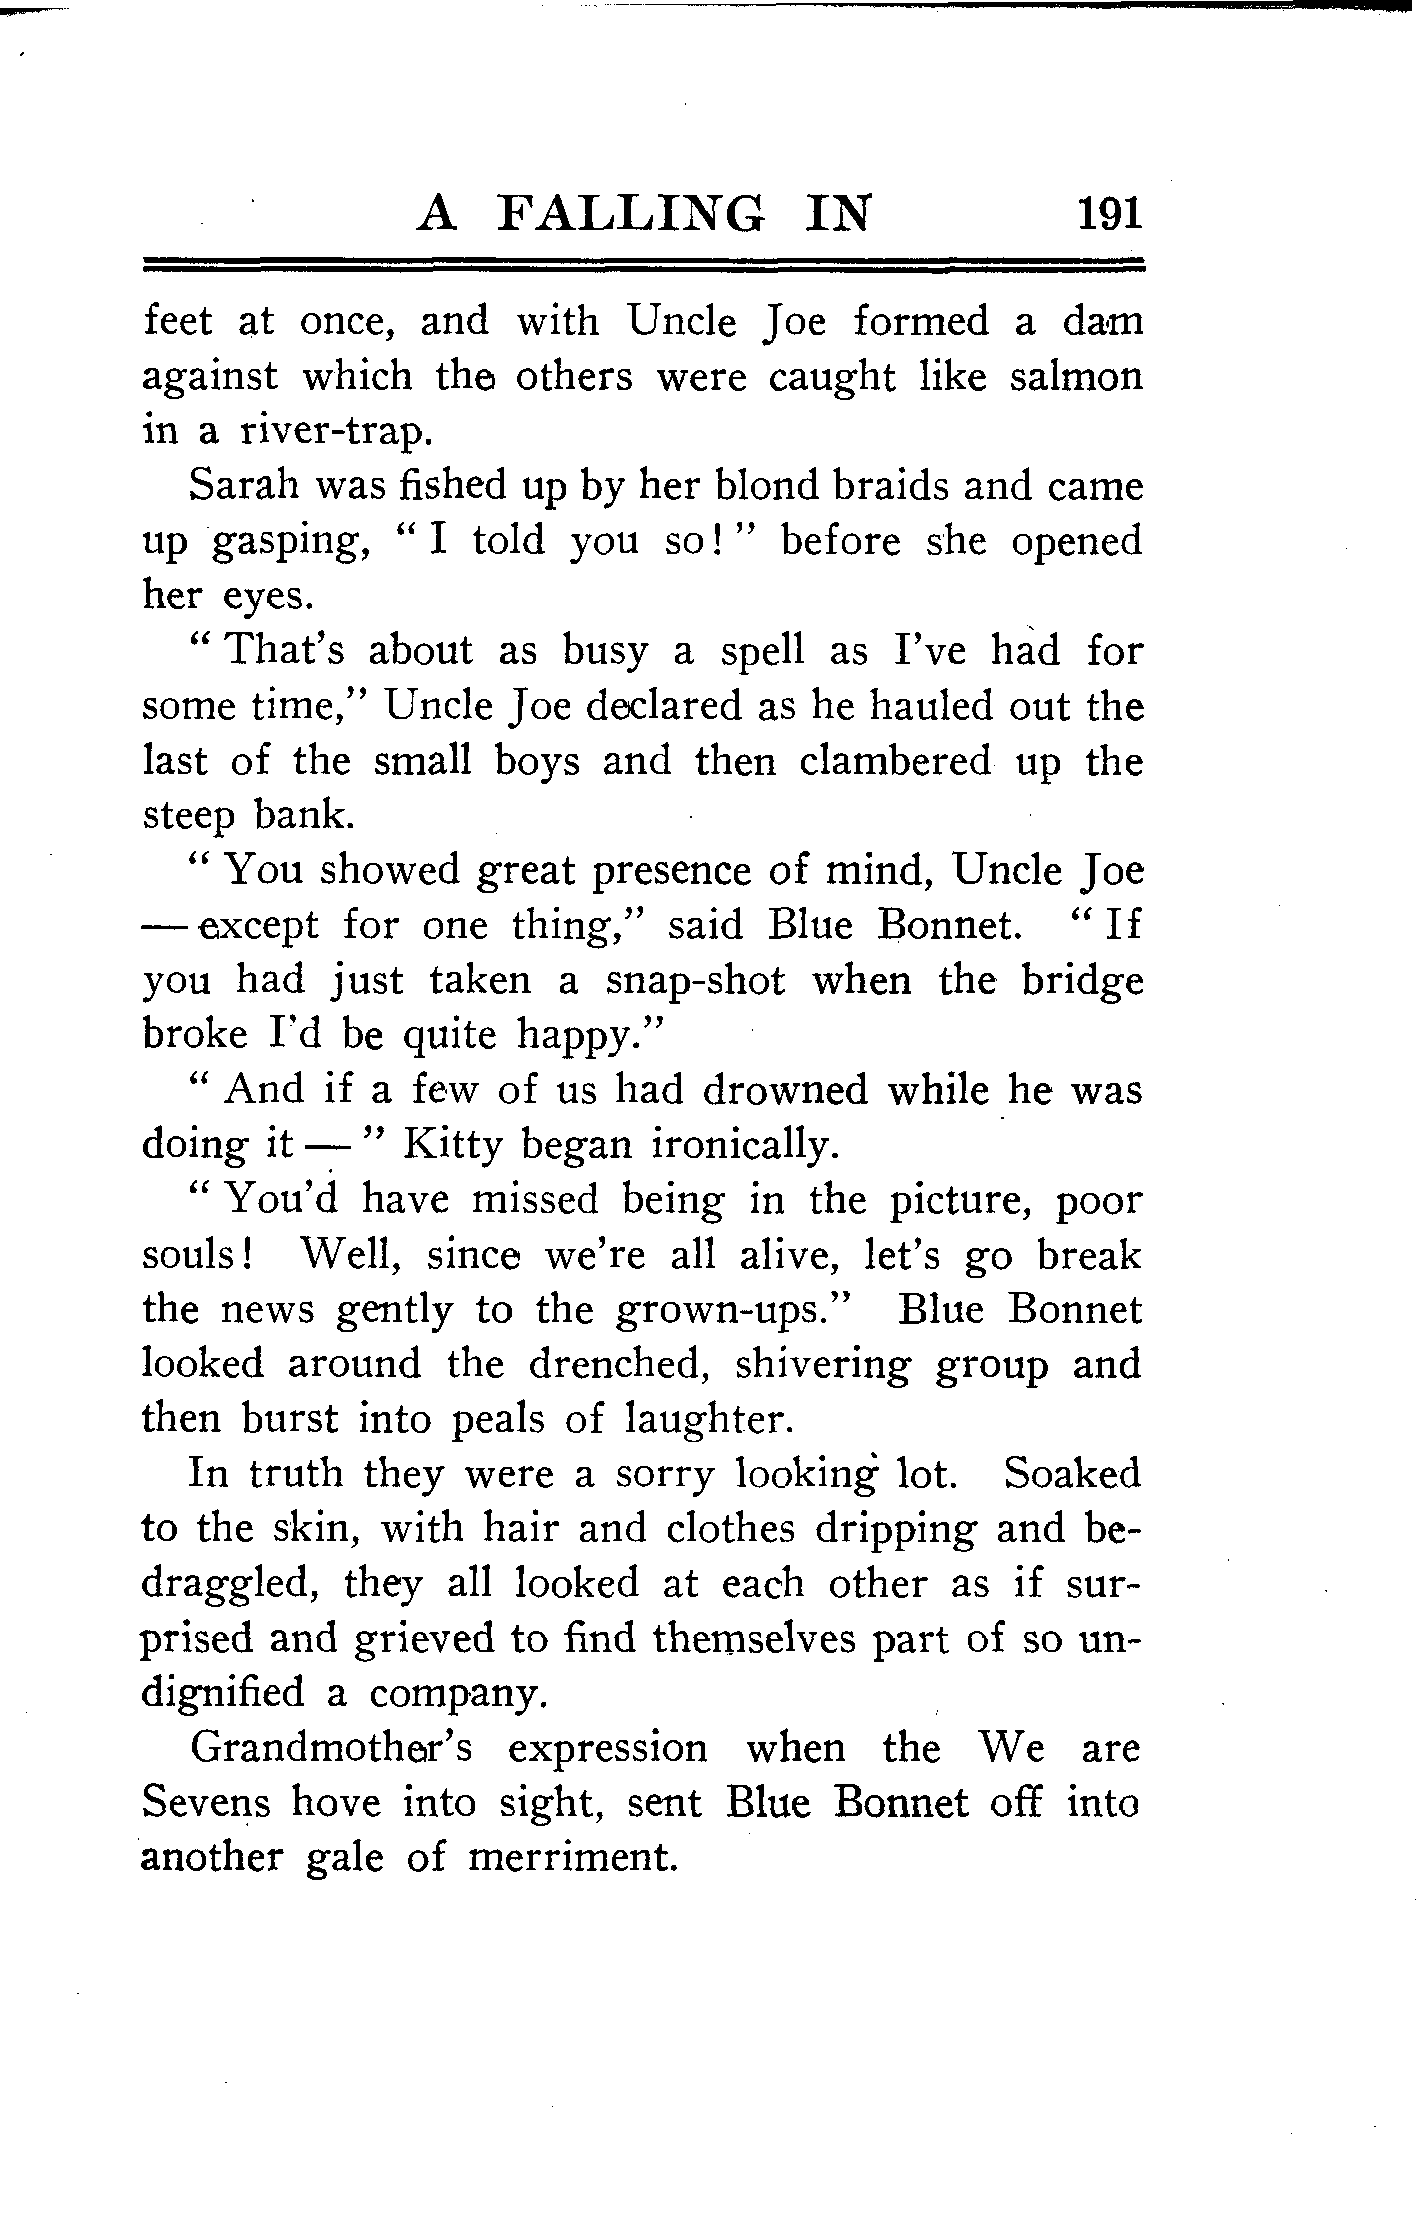 A FALLING IN 191
feet at once, and with Uncle Joe formed a dam
against which the others were caught like salmon
in a river-trap.
Sarah was fished up by her blond braids and came
up gasping, " I told you so! " before she opened
her eyes.
" That's about as busy a spell as I've had for
some time," Uncle Joe declared as he hauled out the
last of the small boys and then clambered up the
steep bank.
" You showed great presence of mind, Uncle Joe
— except for one thing," said Blue Bonnet. " If
you had just taken a snap-shot when the bridge
broke I'd be quite happy."
" And if a few of us had drowned while he was
doing it — " Kitty began ironically.
" You'd have missed being in the picture, poor
souls! Well, since we're all alive, let's go break
the news gently to the grown-ups." Blue Bonnet
looked around the drenched, shivering group and
then burst into peals of laughter.
In truth they were a sorry looking lot. Soaked
to the skin, with hair and clothes dripping and be-
draggled, they all looked at each other as if sur-
prised and grieved to find themselves part of so un-
dignified a company.
Grandmother's expression when the We are
Sevens hove into sight, sent Blue Bonnet off into
another gale of merriment.